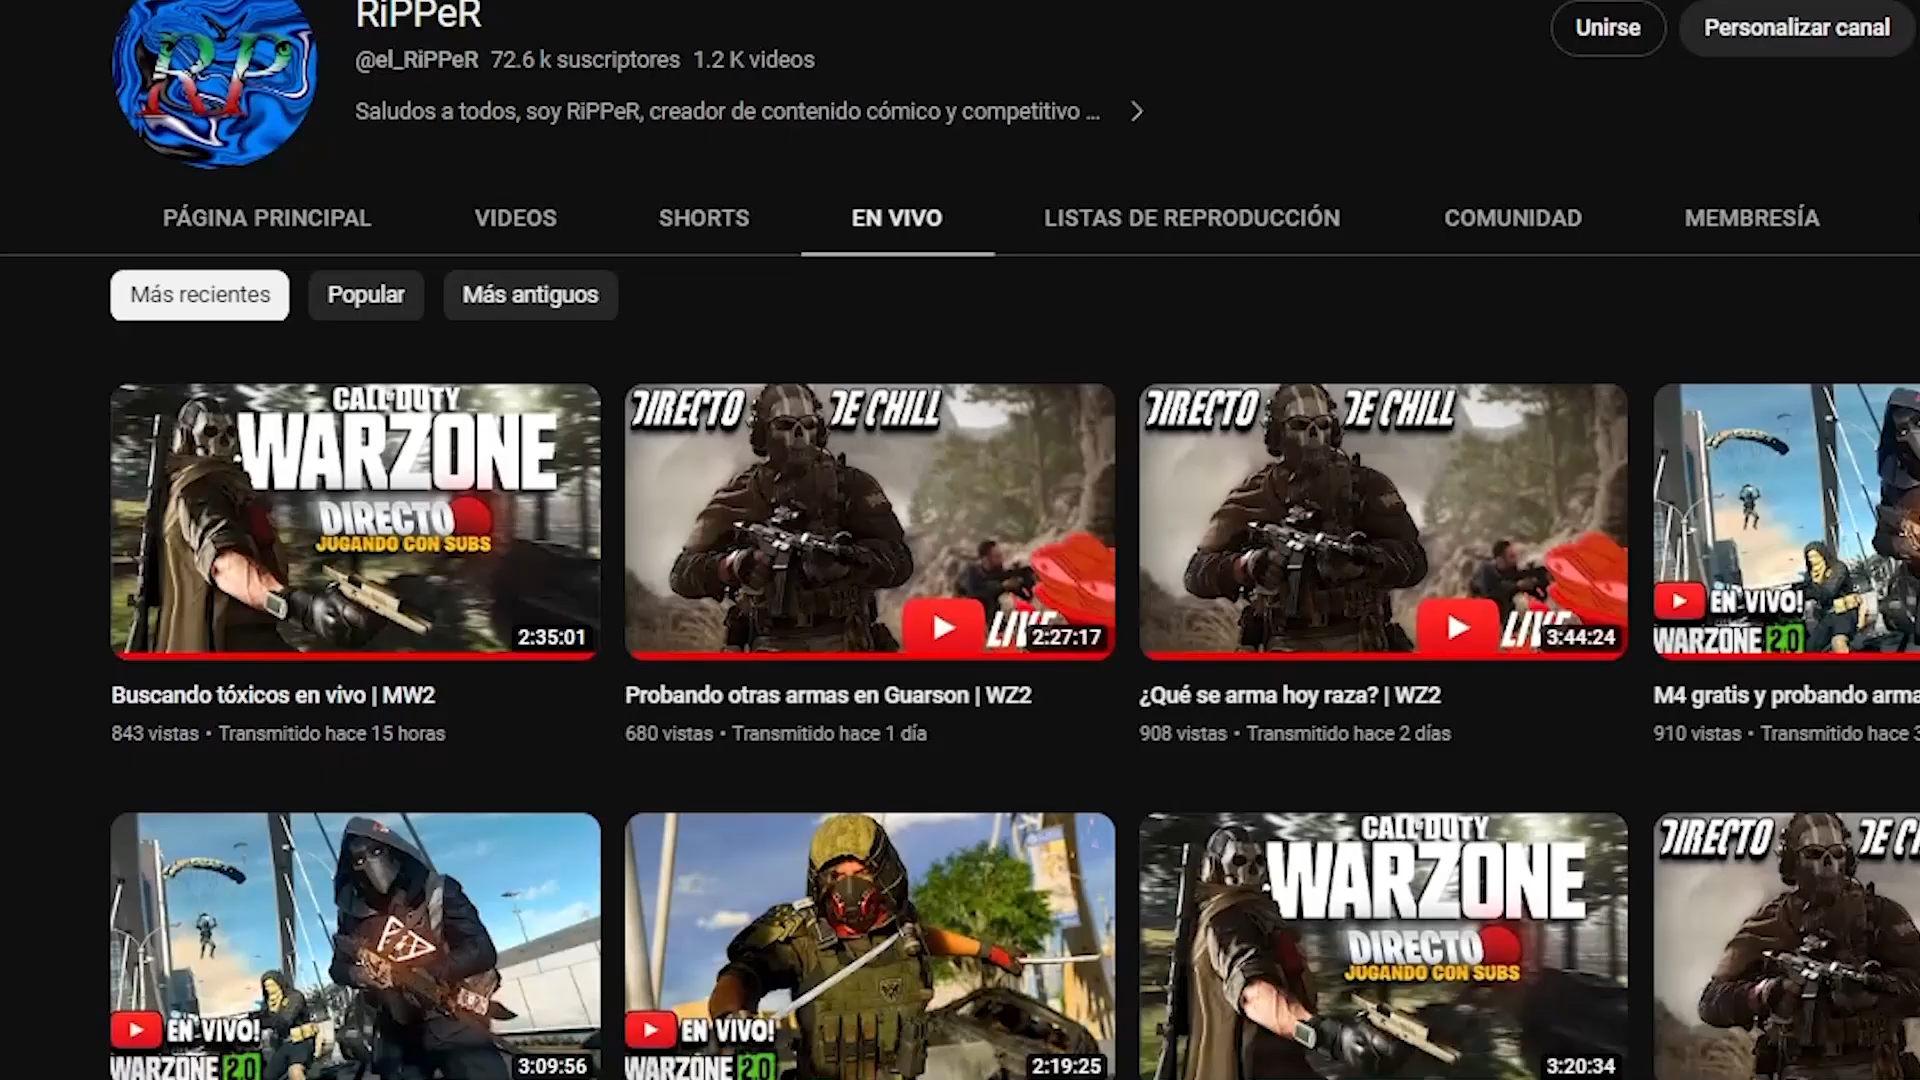 RiPPeR
@el_RiPPeR 72.6 k suscriptores 1.2 K videos
Saludos a todos, soy RiPPeR, creador de contenido cómico y competitivo ...
Unirse
Personalizar canal
RP
PÁGINA PRINCIPAL
VIDEOS
SHORTS
EN VIVO
LISTAS DE REPRODUCCIÓN
COMUNIDAD
MEMBRESÍA
Más recientes
Popular
Más antiguos
CALL OF DUTY
WARZONE
DIRECTO
JUGANDO CON SUBS
2:35:01
DIRECTO DE CHILL
LIVE
2:27:17
DIRECTO DE CHILL
LIVE
3:44:24
EN VIVO!
WARZONE 2.0
Buscando tóxicos en vivo | MW2
843 vistas • Transmitido hace 15 horas
Probando otras armas en Guarson | WZ2
680 vistas • Transmitido hace 1 día
¿Qué se arma hoy raza? | WZ2
908 vistas • Transmitido hace 2 días
M4 gratis y probando arma
910 vistas • Transmitido hace 3
EN VIVO!
WARZONE 2.0
3:09:56
EN VIVO!
WARZONE 2.0
2:19:25
CALL OF DUTY
WARZONE
DIRECTO
JUGANDO CON SUBS
3:20:34
DIRECTO DE C